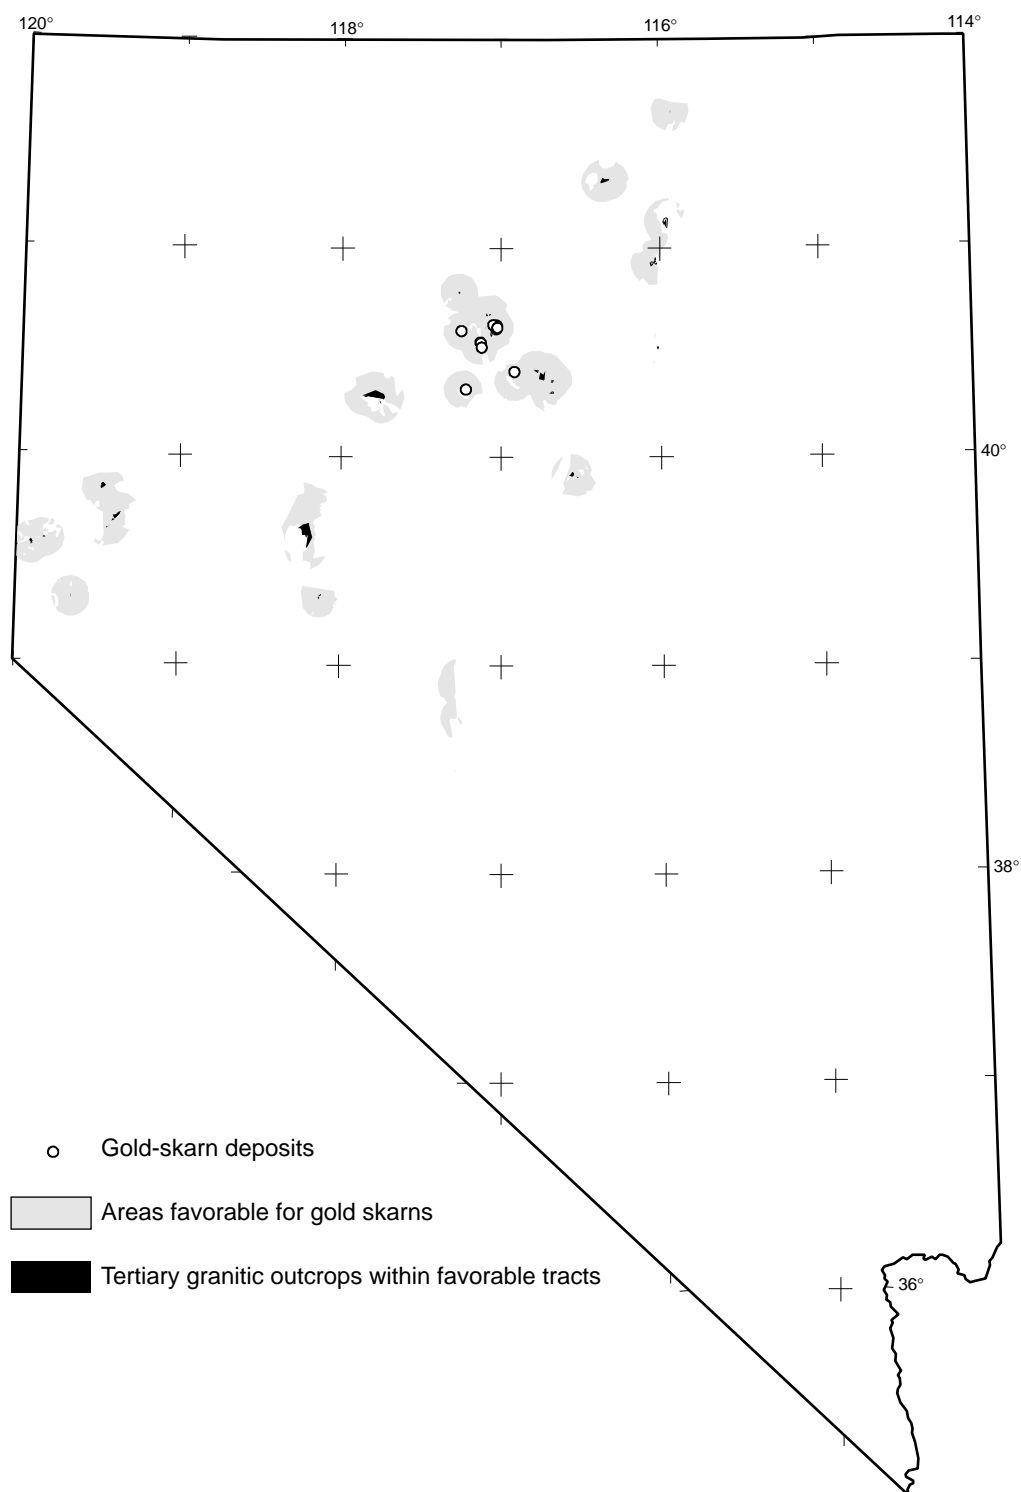 120° 118° 116° 114°
40°
38°
Gold-skarn deposits
Areas favorable for gold skarns
Tertiary granitic outcrops within favorable tracts
36°